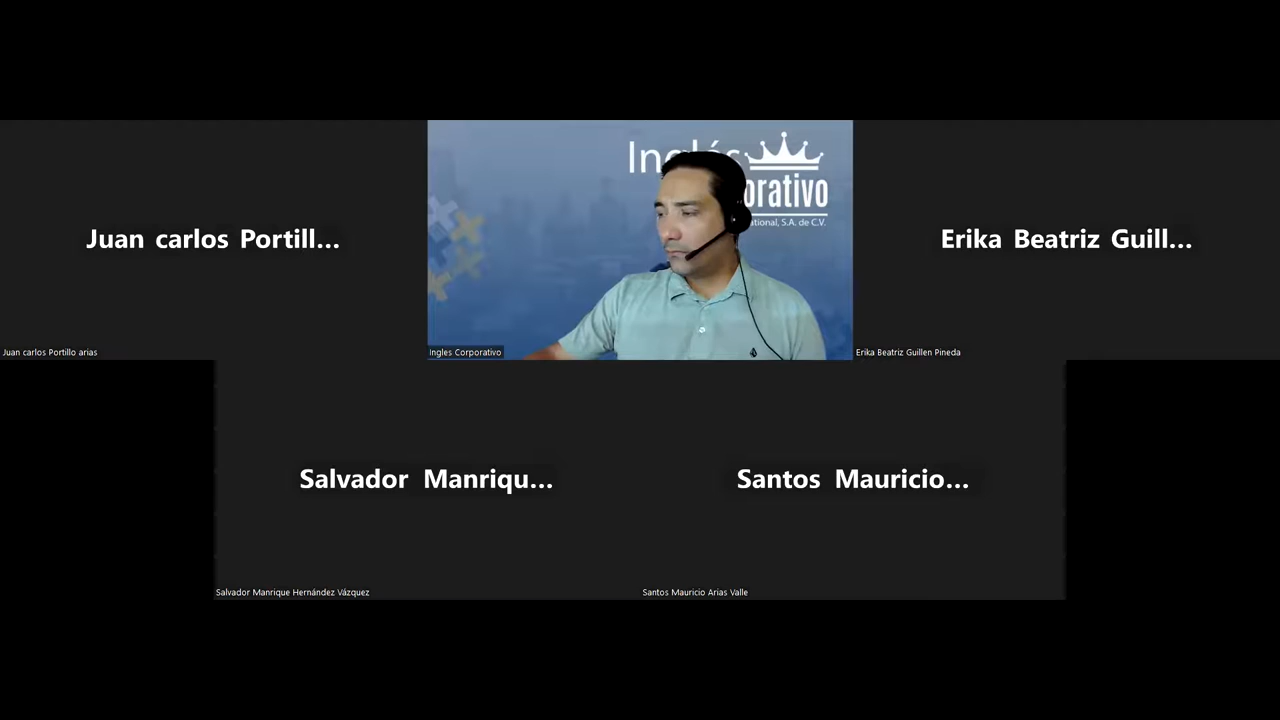 Juan carlos Portill...
Juan carlos Portillo arias
Inglés
orativo
ational, S.A. de C.V.
Ingles Corporativo
Erika Beatriz Guill...
Erika Beatriz Guillen Pineda
Salvador Manriqu...
Salvador Manrique Hernández Vázquez
Santos Mauricio...
Santos Mauricio Arias Valle